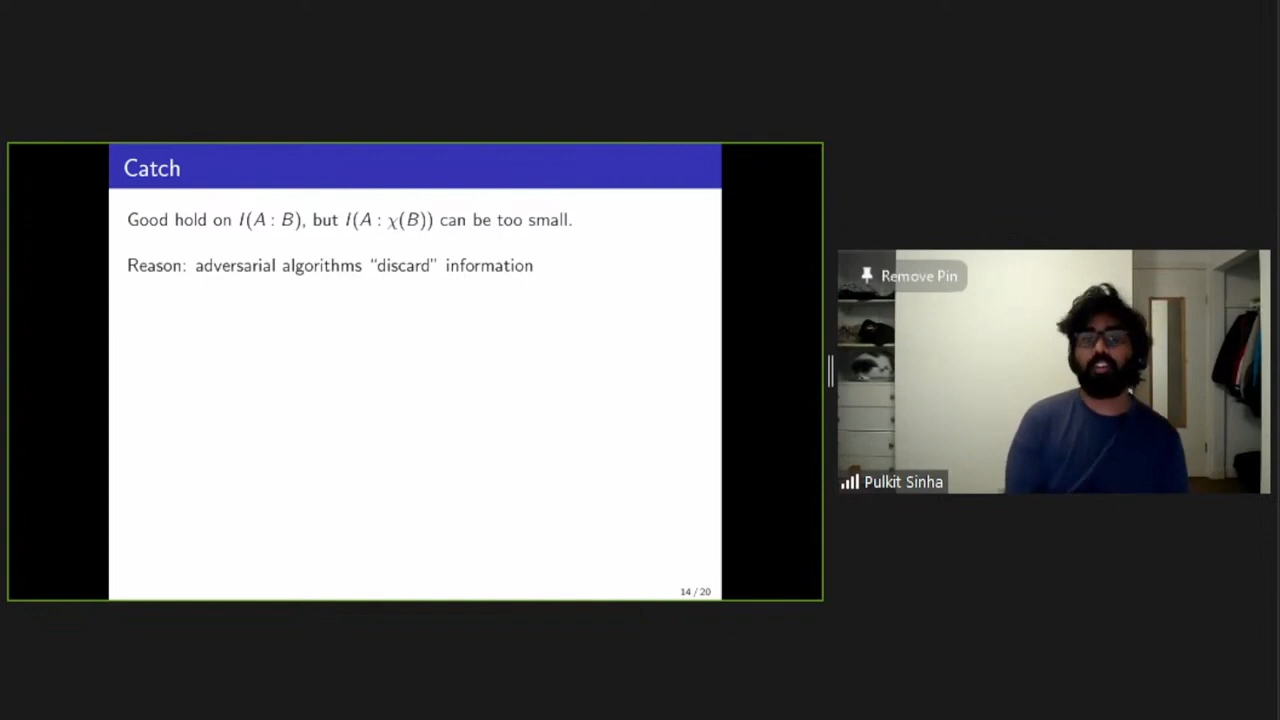 Catch
Good hold on I(A : B), but I(A : χ(B)) can be too small.
Reason: adversarial algorithms “discard” information
14 / 20
Remove Pin
Pulkit Sinha